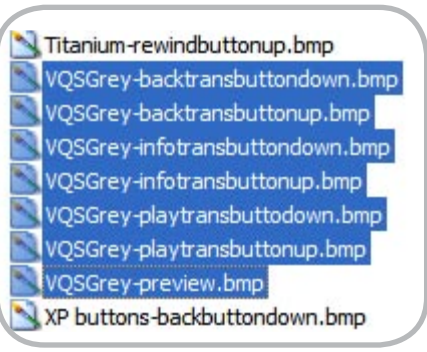 Titanium-rewindbuttonup.bmp
VQSGrey-backtransbuttondown.bmp
VQSGrey-backtransbuttonup.bmp
VQSGrey-infotransbuttondown.bmp
VQSGrey-infotransbuttonup.bmp
VQSGrey-playtransbuttodown.bmp
VQSGrey-playtransbuttonup.bmp
VQSGrey-preview.bmp
XP buttons-backbuttondown.bmp